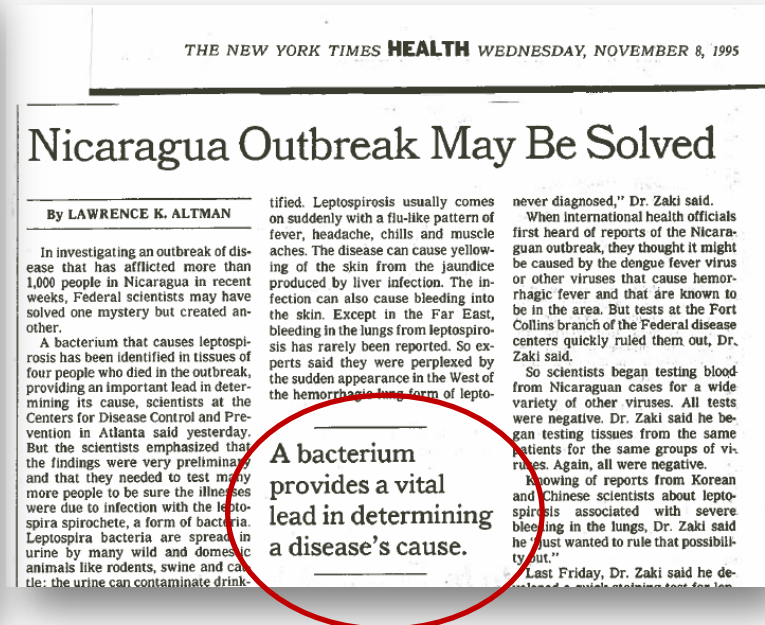 THE NEW YORK TIMES HEALTH WEDNESDAY, NOVEMBER 8, 1995
Nicaragua Outbreak May Be Solved
By LAWRENCE K. ALTMAN
In investigating an outbreak of dis-
ease that has afflicted more than
1,000 people in Nicaragua in recent
weeks, Federal scientists may have
solved one mystery but created an-
other.
A bacterium that causes leptospi-
rosis has been identified in tissues of
four people who died in the outbreak,
providing an important lead in deter-
mining its cause, scientists at the
Centers for Disease Control and Pre-
vention in Atlanta said yesterday.
But the scientists emphasized that
the findings were very preliminary
and that they needed to test many
more people to be sure the illnesses
were due to infection with the lepto-
spira spirochete, a form of bacteria.
Leptospira bacteria are spread in
urine by many wild and domestic
animals like rodents, swine and cat-
tle; the urine can contaminate drink-
tified. Leptospirosis usually comes
on suddenly with a flu-like pattern of
fever, headache, chills and muscle
aches. The disease can cause yellow-
ing of the skin from the jaundice
produced by liver infection. The in-
fection can also cause bleeding into
the skin. Except in the Far East,
bleeding in the lungs from leptospiro-
sis has rarely been reported. So ex-
perts said they were perplexed by
the sudden appearance in the West of
the hemorrhagic lung form of lepto-
A bacterium
provides a vital
lead in determining
a disease's cause.
never diagnosed," Dr. Zaki said.
When international health officials
first heard of reports of the Nicara-
guan outbreak, they thought it might
be caused by the dengue fever virus
or other viruses that cause hemor-
rhagic fever and that are known to
be in the area. But tests at the Fort
Collins branch of the Federal disease
centers quickly ruled them out, Dr.
Zaki said.
So scientists began testing blood
from Nicaraguan cases for a wide
variety of other viruses. All tests
were negative. Dr. Zaki said he be-
gan testing tissues from the same
patients for the same groups of vi-
ruses. Again, all were negative.
Knowing of reports from Korean
and Chinese scientists about lepto-
spirosis associated with severe
bleeding in the lungs, Dr. Zaki said
he "just wanted to rule that possibili-
ty out."
Last Friday, Dr. Zaki said he de-